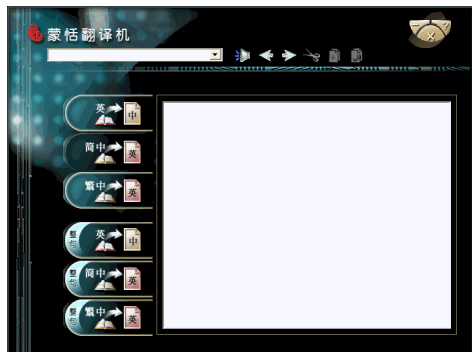 蒙恬翻译机
英 中
简中 英
繁中 英
整句 英 中
整句 简中 英
整句 繁中 英